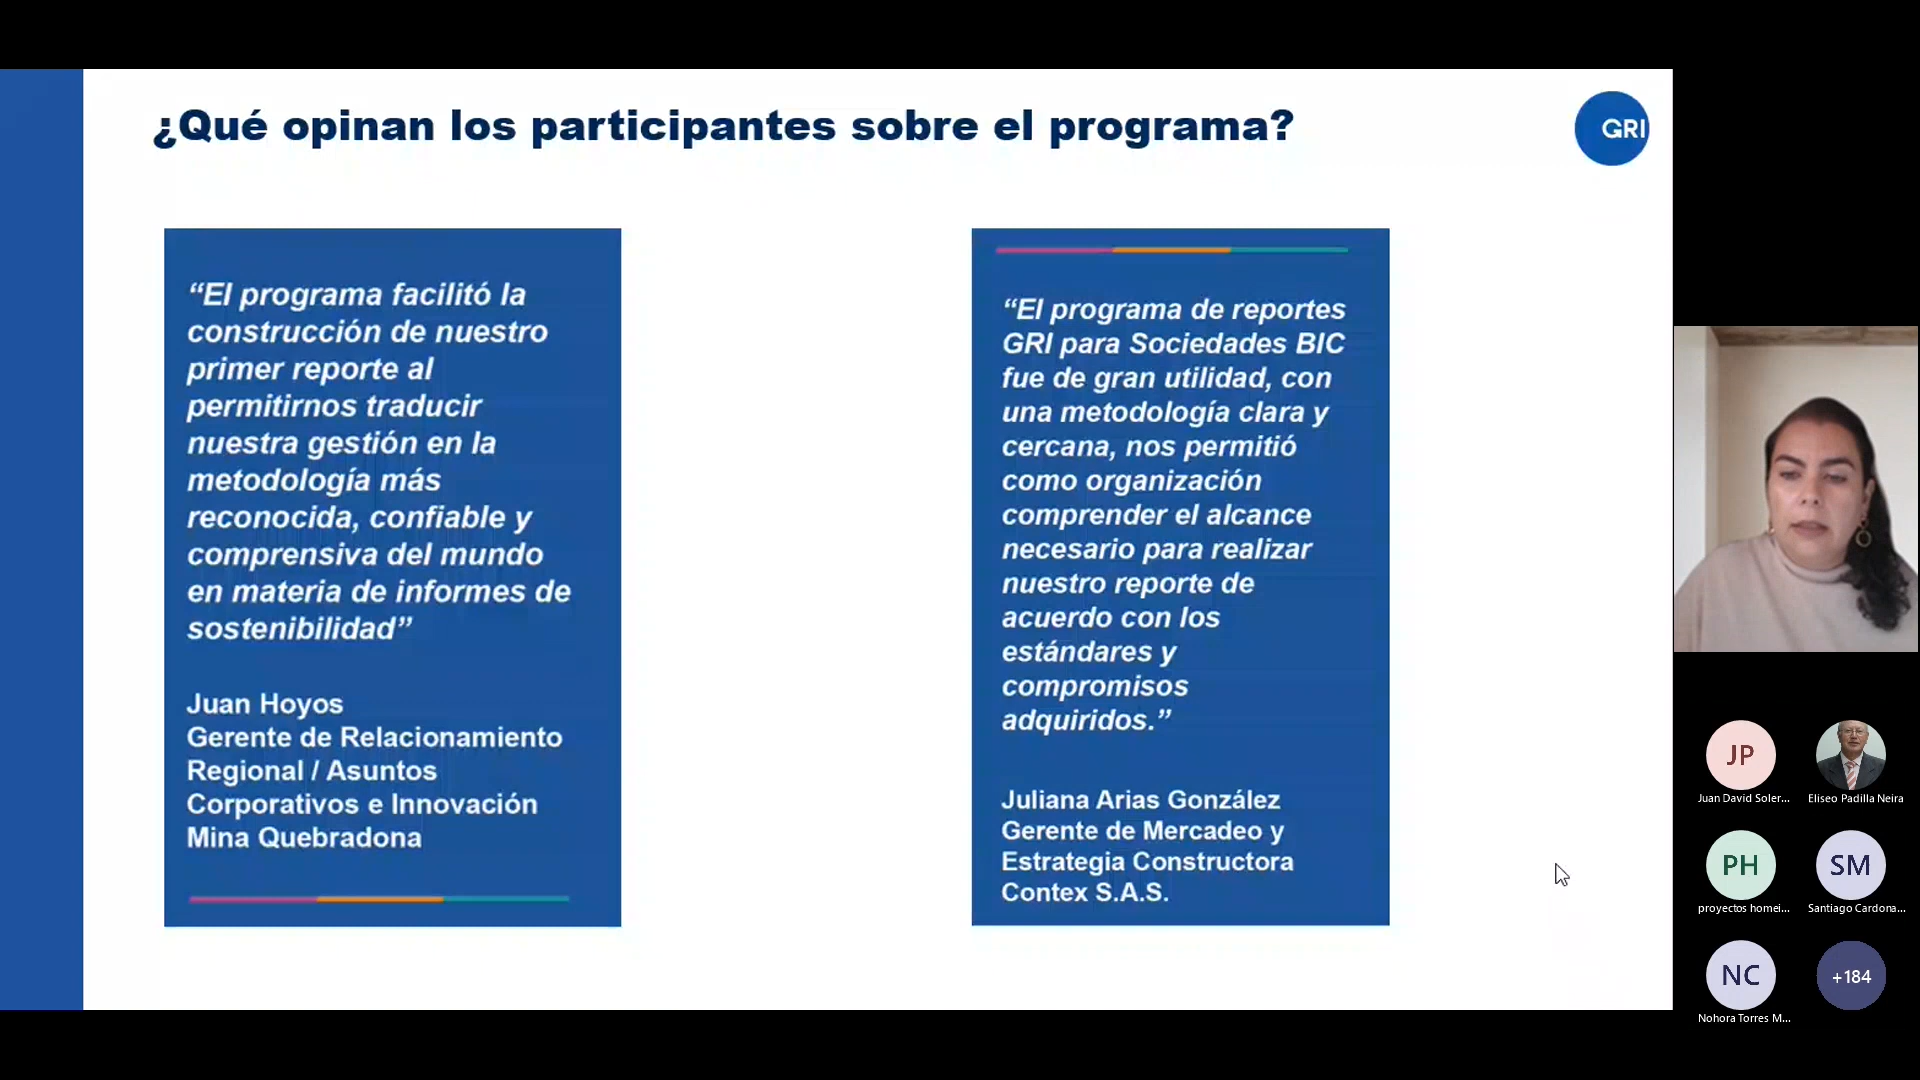 ¿Qué opinan los participantes sobre el programa?
GRI
“El programa facilitó la
construcción de nuestro
primer reporte al
permitirnos traducir
nuestra gestión en la
metodología más
reconocida, confiable y
comprensiva del mundo
en materia de informes de
sostenibilidad”
Juan Hoyos
Gerente de Relacionamiento
Regional / Asuntos
Corporativos e Innovación
Mina Quebradona
“El programa de reportes
GRI para Sociedades BIC
fue de gran utilidad, con
una metodología clara y
cercana, nos permitió
como organización
comprender el alcance
necesario para realizar
nuestro reporte de
acuerdo con los
estándares y
compromisos
adquiridos.”
Juliana Arias González
Gerente de Mercadeo y
Estrategia Constructora
Contex S.A.S.
JP
Juan David Soler...
Eliseo Padilla Neira
PH
proyectos homei...
SM
Santiago Cardona...
NC
Nohora Torres M...
+184